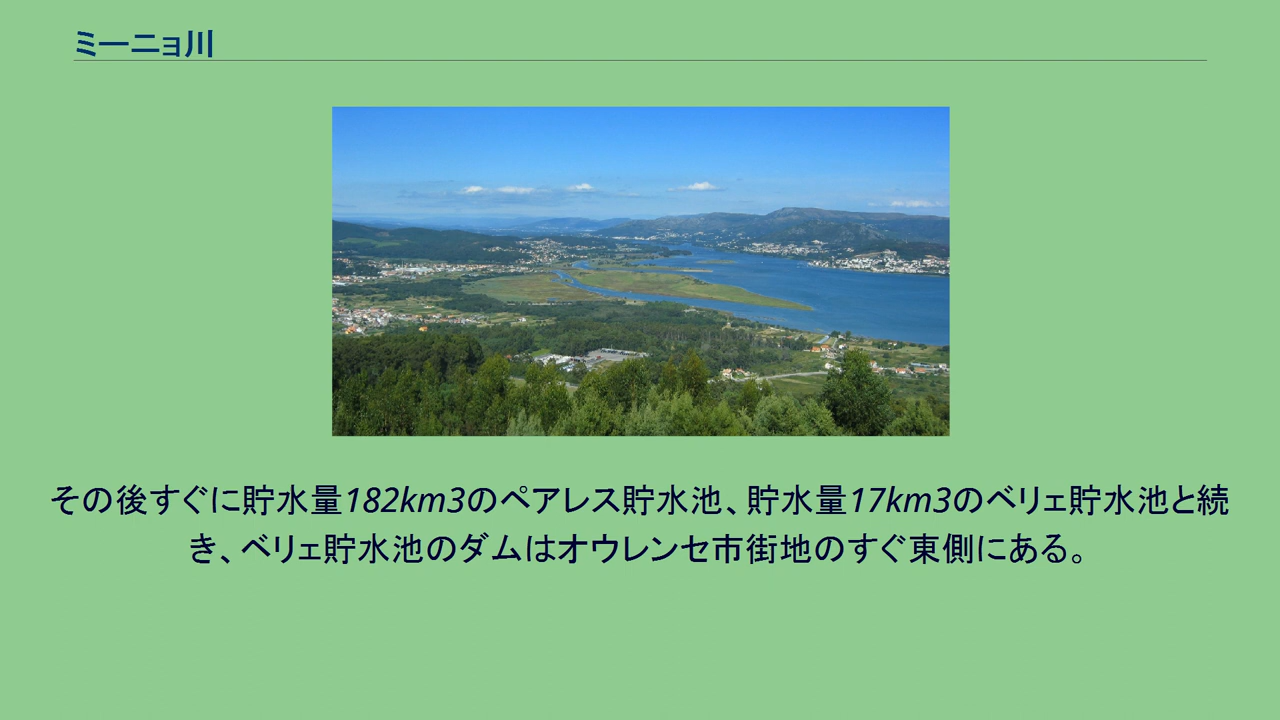 ミーニョ川
その後すぐに貯水量182km3のペアレス貯水池、貯水量17km3のベリェ貯水池と続
き、ベリェ貯水池のダムはオウレンセ市街地のすぐ東側にある。